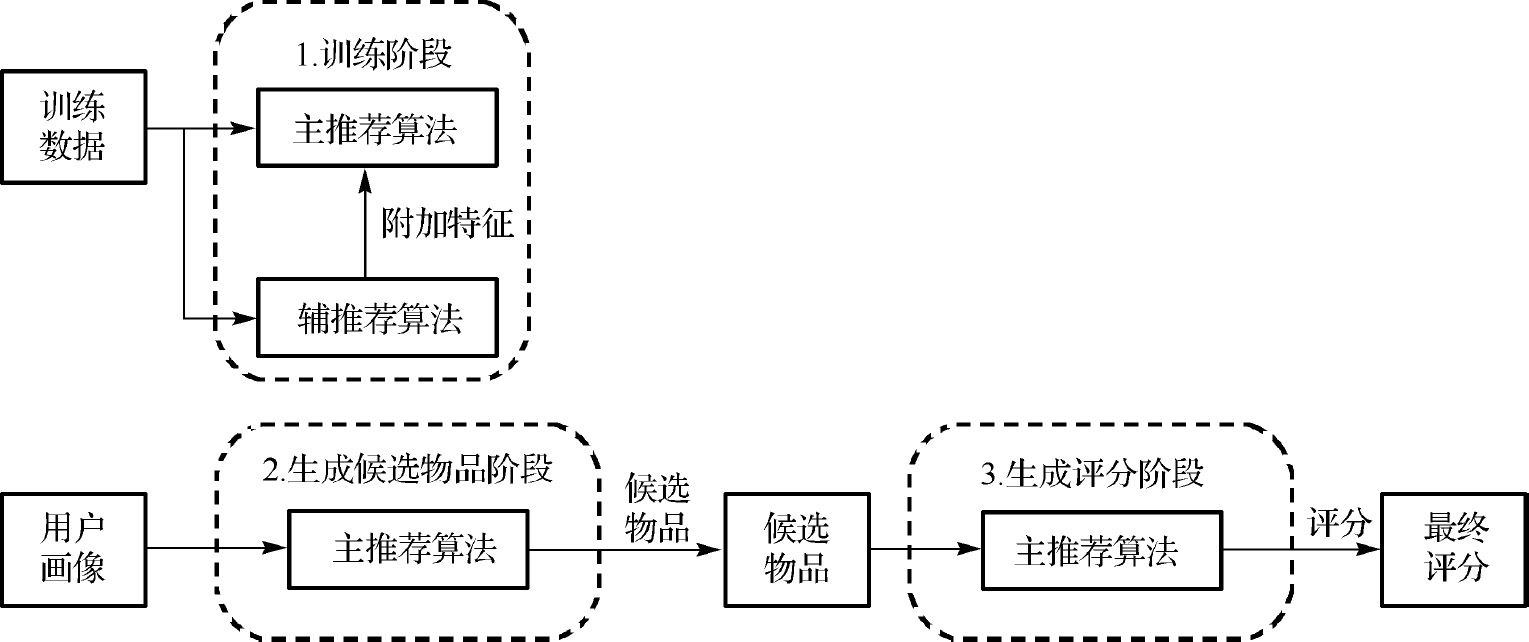 1.训练阶段
训练
数据
主推荐算法
附加特征
辅推荐算法
2.生成候选物品阶段
用户
画像
主推荐算法
候选
物品
候选
物品
3.生成评分阶段
主推荐算法
评分
最终
评分